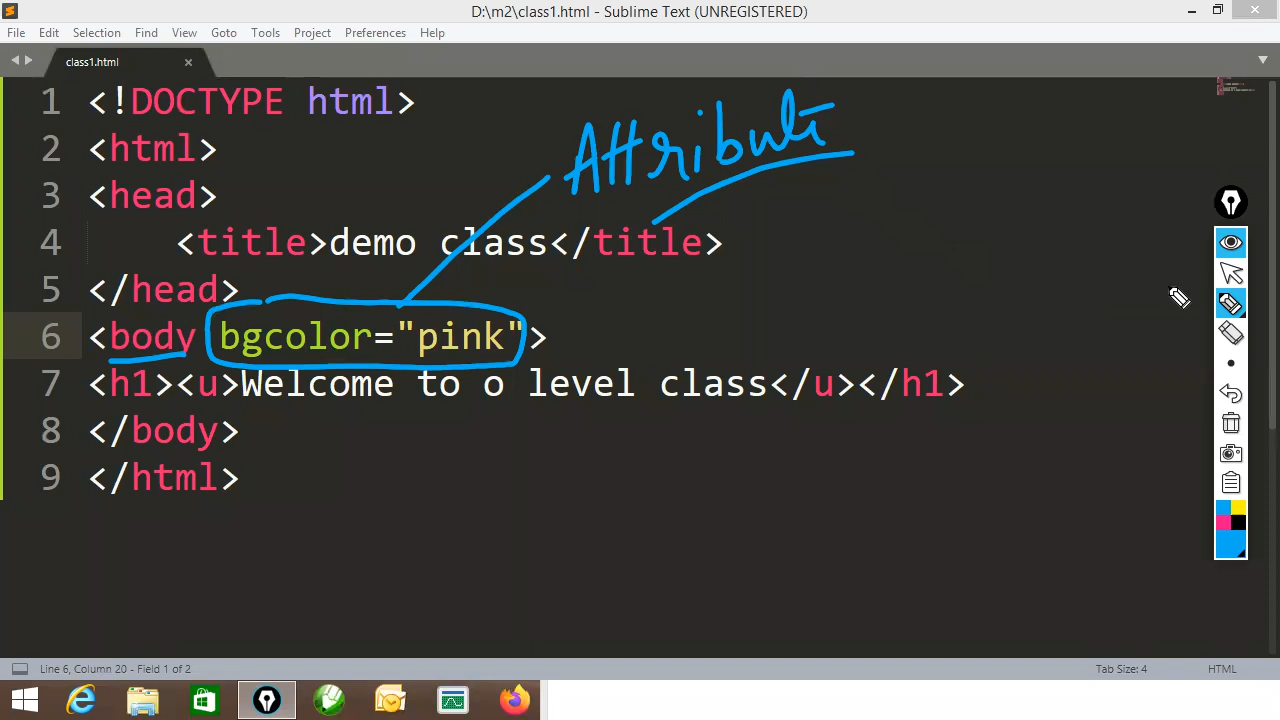 D:\m2\class1.html - Sublime Text (UNREGISTERED)
File Edit Selection Find View Goto Tools Project Preferences Help
class1.html
1 <!DOCTYPE html>
2 <html>
3 <head>
4 <title>demo class</title>
5 </head>
6 <body bgcolor="pink">
7 <h1><u>Welcome to o level class</u></h1>
8 </body>
9 </html>
Attribute
Line 6, Column 20 - Field 1 of 2 Tab Size: 4 HTML